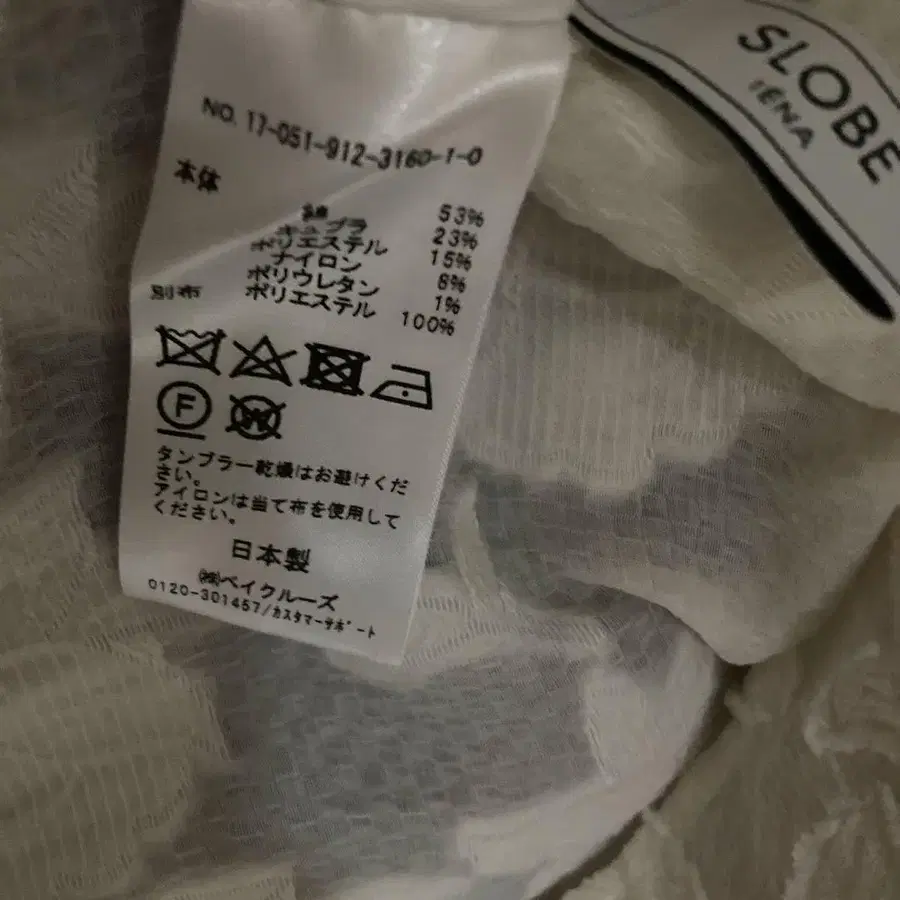 SLOBE
IÉNA
NO. 17-051-912-3160-1-0
本体
綿 53%
キュプラ 23%
ポリエステル 15%
ナイロン 8%
ポリウレタン 1%
別布 ポリエステル 100%
F
W
タンブラー乾燥はお避けくだ
さい。
アイロンは当て布を使用して
ください。
日本製
㈱ベイクルーズ
0120-301457/カスタマーサポート